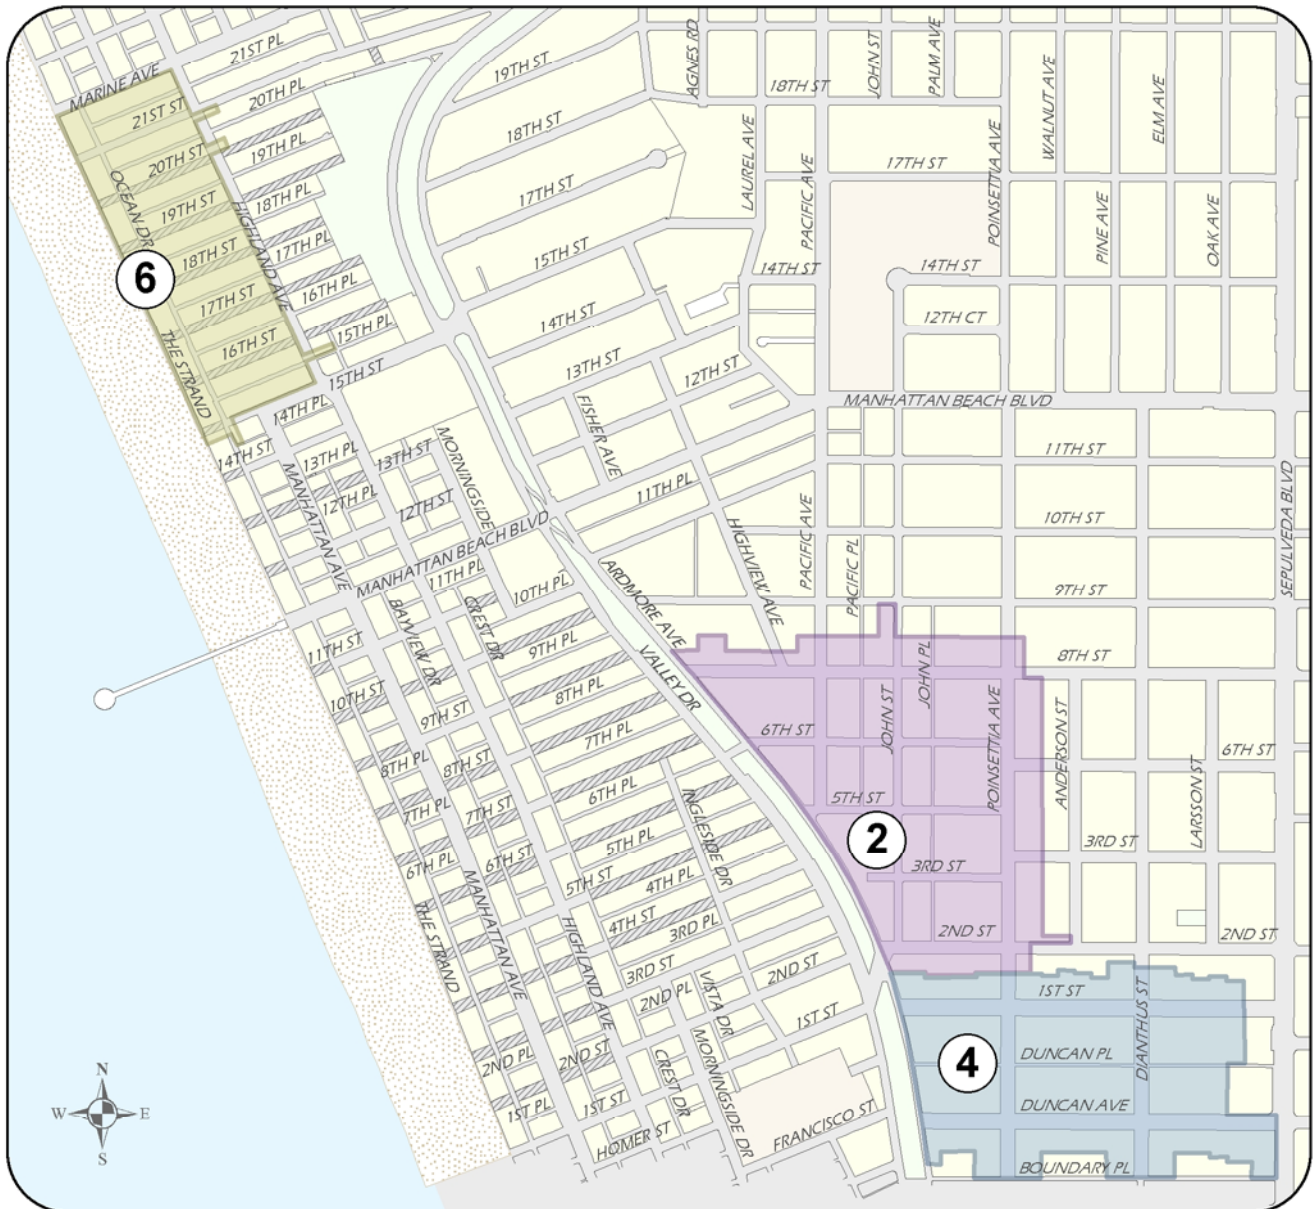 AGNES RD
JOHN ST
PALM AVE
21ST PL
19TH ST
WALNUT AVE
MARINE AVE
20TH PL
18TH ST
ELM AVE
21ST ST
18TH ST
LAUREL AVE
POINSETTIA AVE
19TH PL
20TH ST
17TH ST
PACIFIC AVE
OCEAN DR
18TH PL
17TH ST
PINE AVE
OAK AVE
19TH ST
HIGHLAND AVE
17TH PL
15TH ST
18TH ST
14TH ST
14TH ST
6
16TH PL
17TH ST
14TH ST
12TH CT
15TH PL
16TH ST
THE STRAND
13TH ST
12TH ST
15TH ST
MANHATTAN BEACH BLVD
14TH PL
FISHER AVE
MORNINGSIDE
14TH ST
13TH PL
13TH ST
11TH ST
MANHATTAN AVE
12TH PL
11TH PL
SEPULVEDA BLVD
12TH ST
10TH ST
PACIFIC AVE
HIGHVIEW AVE
MANHATTAN BEACH BLVD
PACIFIC PL
ARDMORE AVE
11TH PL
10TH PL
9TH ST
BAYVIEW DR
CREST DR
11TH ST
9TH PL
8TH ST
VALLEY DR
JOHN PL
10TH ST
8TH PL
JOHN ST
POINSETTIA AVE
ANDERSON ST
9TH ST
7TH PL
6TH ST
6TH ST
8TH PL
8TH ST
6TH PL
5TH ST
LARSSON ST
7TH PL
7TH ST
INGLESIDE DR
2
5TH PL
3RD ST
6TH PL
6TH ST
3RD ST
5TH ST
4TH PL
MANHATTAN AVE
4TH ST
3RD PL
2ND ST
2ND ST
THE STRAND
HIGHLAND AVE
3RD ST
2ND ST
2ND PL
VISTA DR
1ST ST
DIANTHUS ST
1ST ST
2ND PL
2ND ST
4
DUNCAN PL
N
CREST DR
MORNINGSIDE DR
W
E
1ST PL
1ST ST
DUNCAN AVE
S
HOMER ST
FRANCISCO ST
BOUNDARY PL